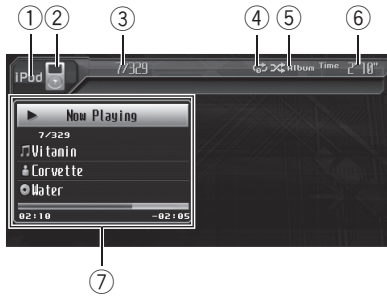 ① ② ③ ④ ⑤ ⑥
iPod 7/329 Album Time 2'10"
Now Playing
7/329
Vitamin
Corvette
Water
02:10 -02:05
⑦